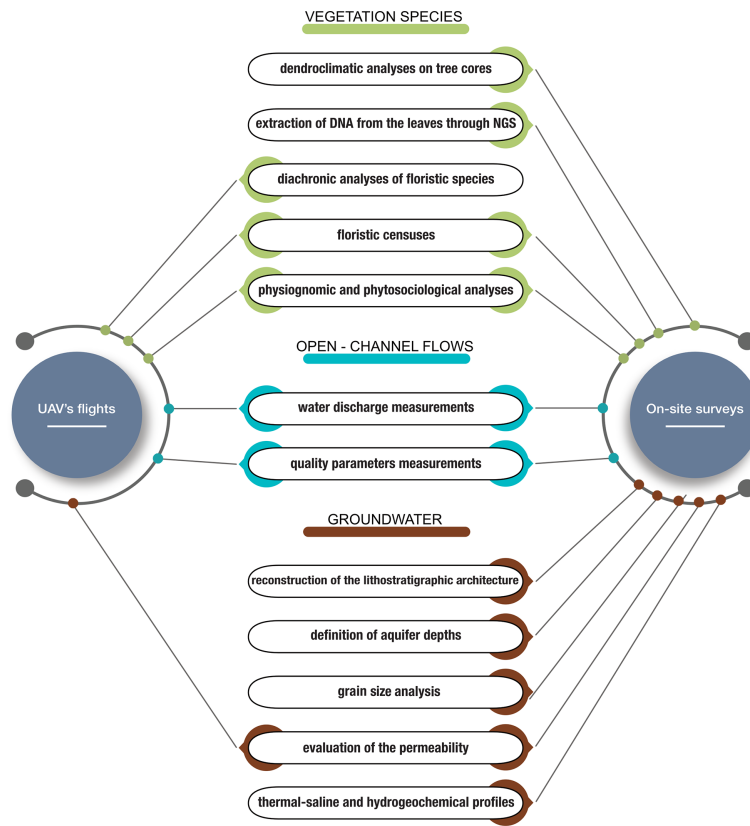 VEGETATION SPECIES
dendroclimatic analyses on tree cores
extraction of DNA from the leaves through NGS
diachronic analyses of floristic species
floristic censuses
physiognomic and phytosociological analyses
OPEN - CHANNEL FLOWS
UAV's flights
water discharge measurements
On-site surveys
quality parameters measurements
GROUNDWATER
reconstruction of the lithostratigraphic architecture
definition of aquifer depths
grain size analysis
evaluation of the permeability
thermal-saline and hydrogeochemical profiles